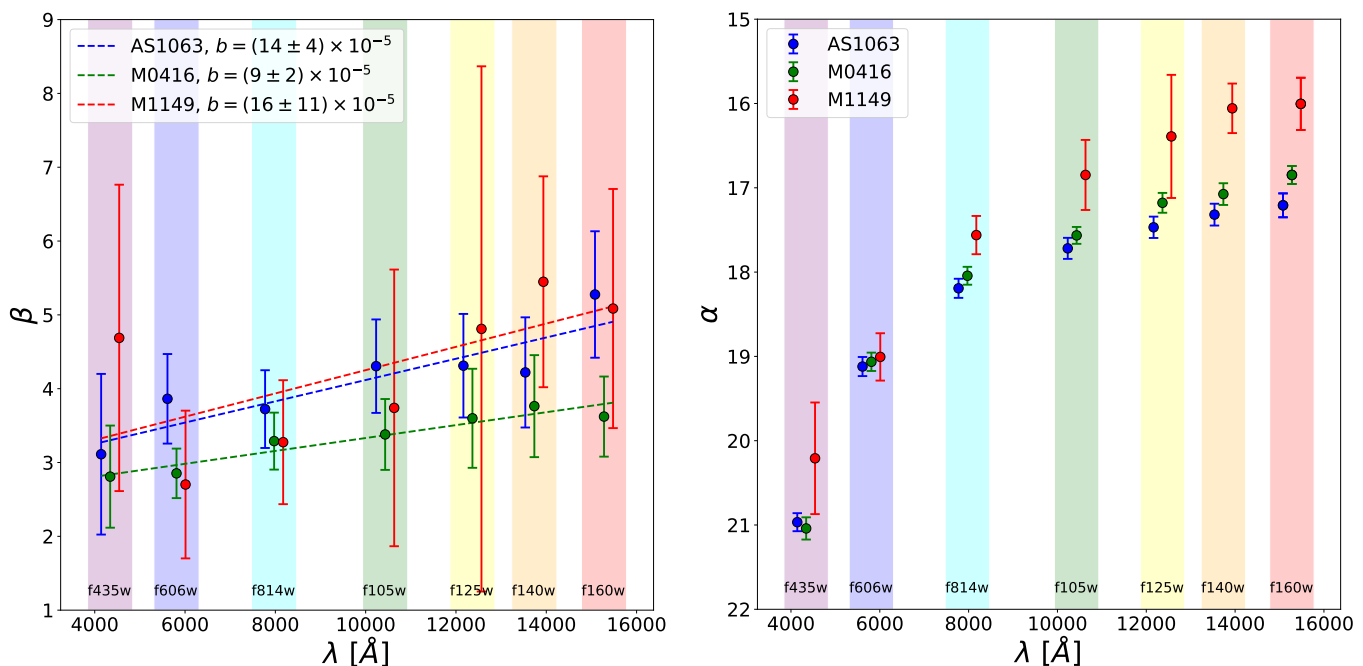 9
8
7
6
5
4
3
2
1
β
AS1063, b = (14 ± 4) × 10⁻⁵
M0416, b = (9 ± 2) × 10⁻⁵
M1149, b = (16 ± 11) × 10⁻⁵
f435w f606w f814w f105w f125w f140w f160w
4000 6000 8000 10000 12000 14000 16000
λ [Å]
15
16
17
18
19
20
21
22
α
AS1063
M0416
M1149
f435w f606w f814w f105w f125w f140w f160w
4000 6000 8000 10000 12000 14000 16000
λ [Å]